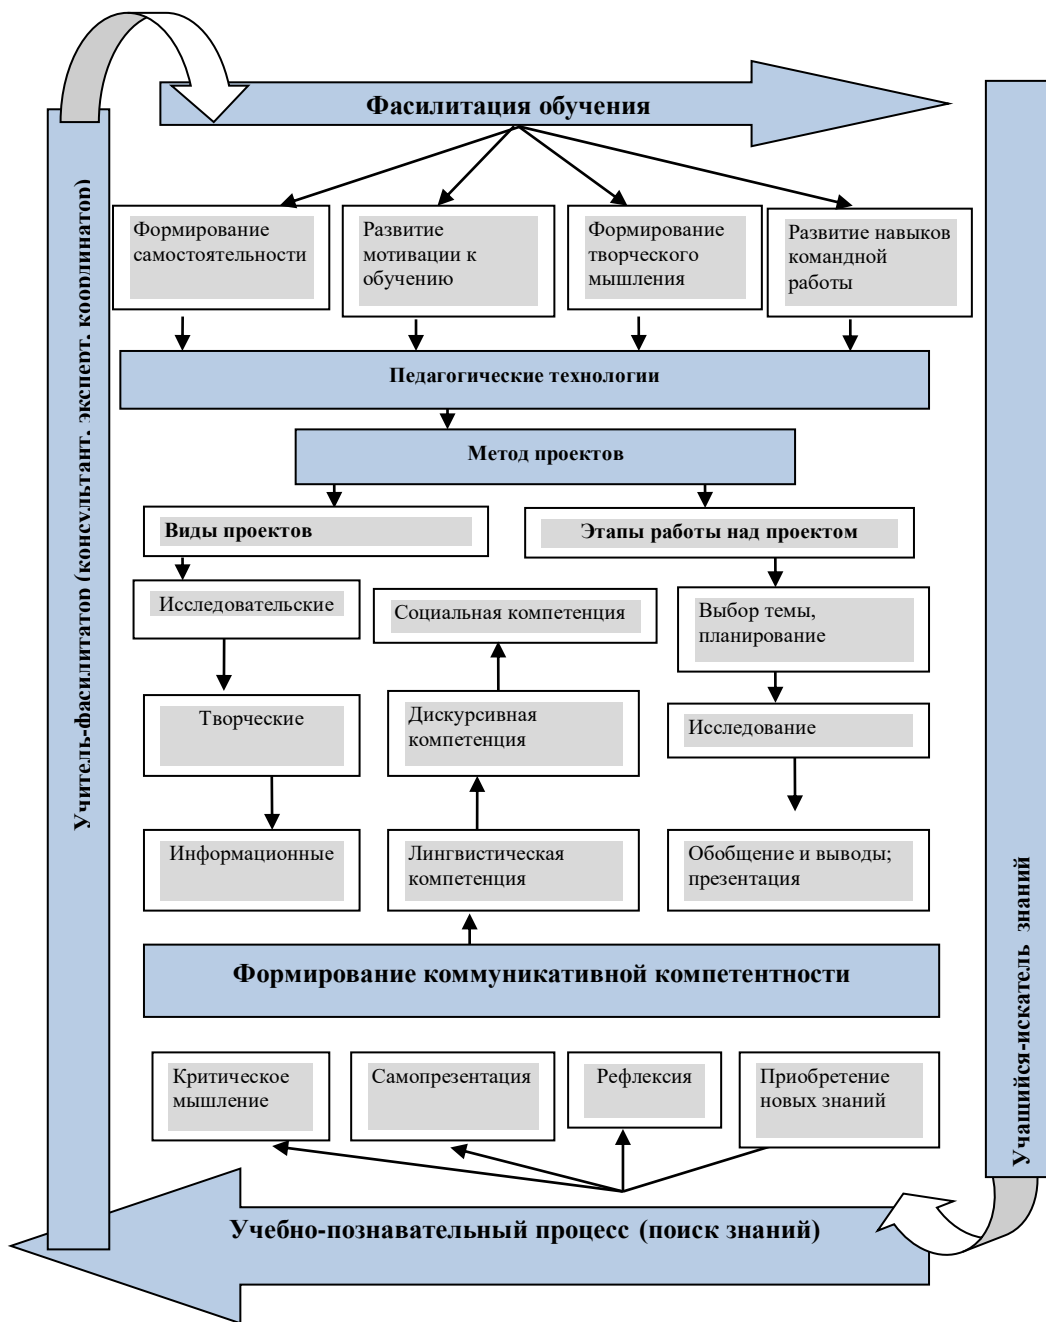 Фасилитация обучения
Формирование
самостоятельности
Развитие
мотивации к
обучению
Формирование
творческого
мышления
Развитие навыков
командной
работы
Педагогические технологии
Метод проектов
Виды проектов
Этапы работы над проектом
Исследовательские
Социальная компетенция
Выбор темы,
планирование
Творческие
Дискурсивная
компетенция
Исследование
Информационные
Лингвистическая
компетенция
Обобщение и выводы;
презентация
Формирование коммуникативной компетентности
Критическое
мышление
Самопрезентация
Рефлексия
Приобретение
новых знаний
Учебно-познавательный процесс (поиск знаний)
Учитель-фасилитатор (консультант, эксперт, координатор)
Учащийся-искатель знаний